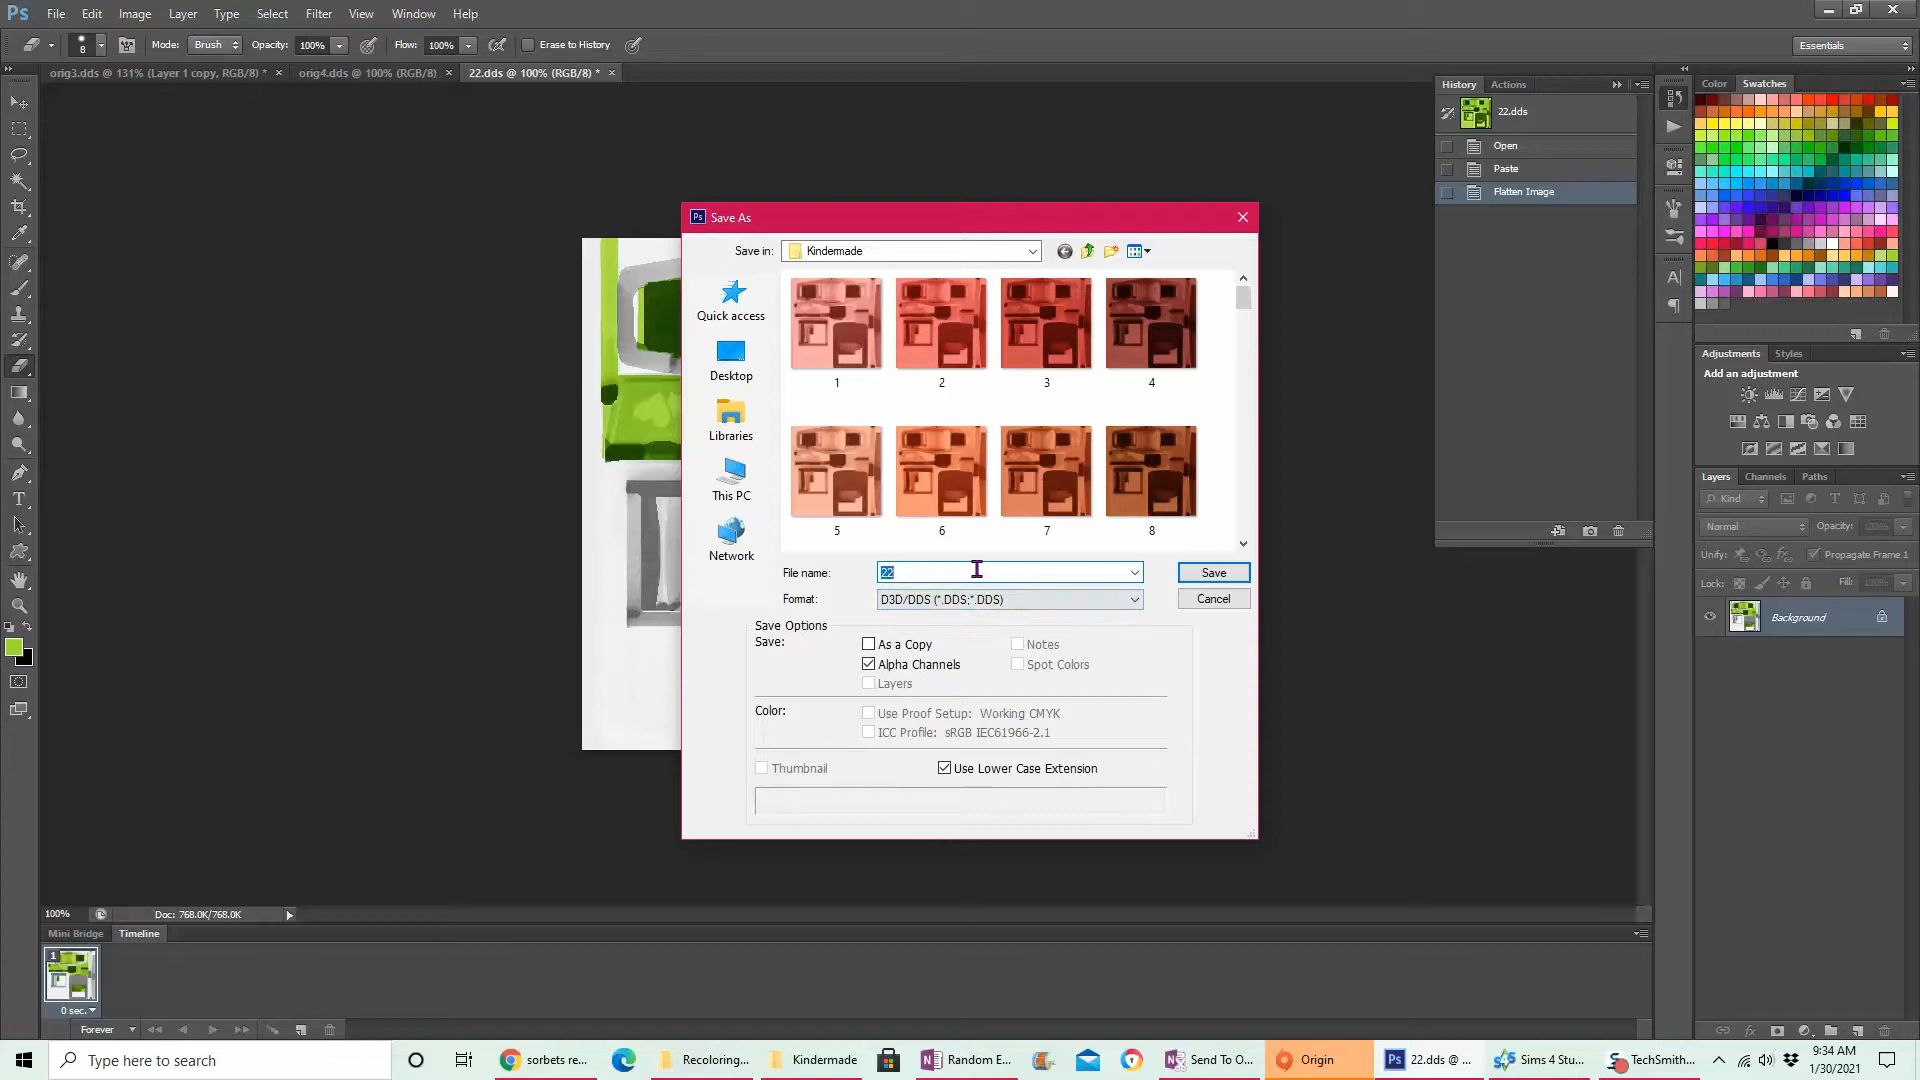 Ps File Edit Image Layer Type Select Filter 3D View Window Help
8 Mode: Brush Opacity: 100% Flow: 100% Erase to History Essentials
orig3.dds @ 131% (Layer 1 copy, RGB/8) * × orig4.dds @ 100% (RGB/8) × 22.dds @ 100% (RGB/8) * ×
History Actions
22.dds
Open
Paste
Flatten Image
Color Swatches
Adjustments Styles
Add an adjustment
Layers Channels Paths
Kind
Normal Opacity: 100%
Unify: Propagate Frame 1
Lock: Fill: 100%
Background
Ps Save As
Save in: Kindermade
Quick access
Desktop
Libraries
This PC
Network
1 2 3 4
5 6 7 8
File name: 22 Save
Format: D3D/DDS (*.DDS;*.DDS) Cancel
Save Options
Save: As a Copy Notes
Alpha Channels Spot Colors
Layers
Color: Use Proof Setup: Working CMYK
ICC Profile: sRGB IEC61966-2.1
Thumbnail Use Lower Case Extension
100% Doc: 768.0K/768.0K
Mini Bridge Timeline
1
0 sec.
Forever
Type here to search sorbets re... Recoloring... Kindermade Random E... Send To O... Origin 22.dds @ ... Sims 4 Stu... TechSmith... 9:34 AM
1/30/2021